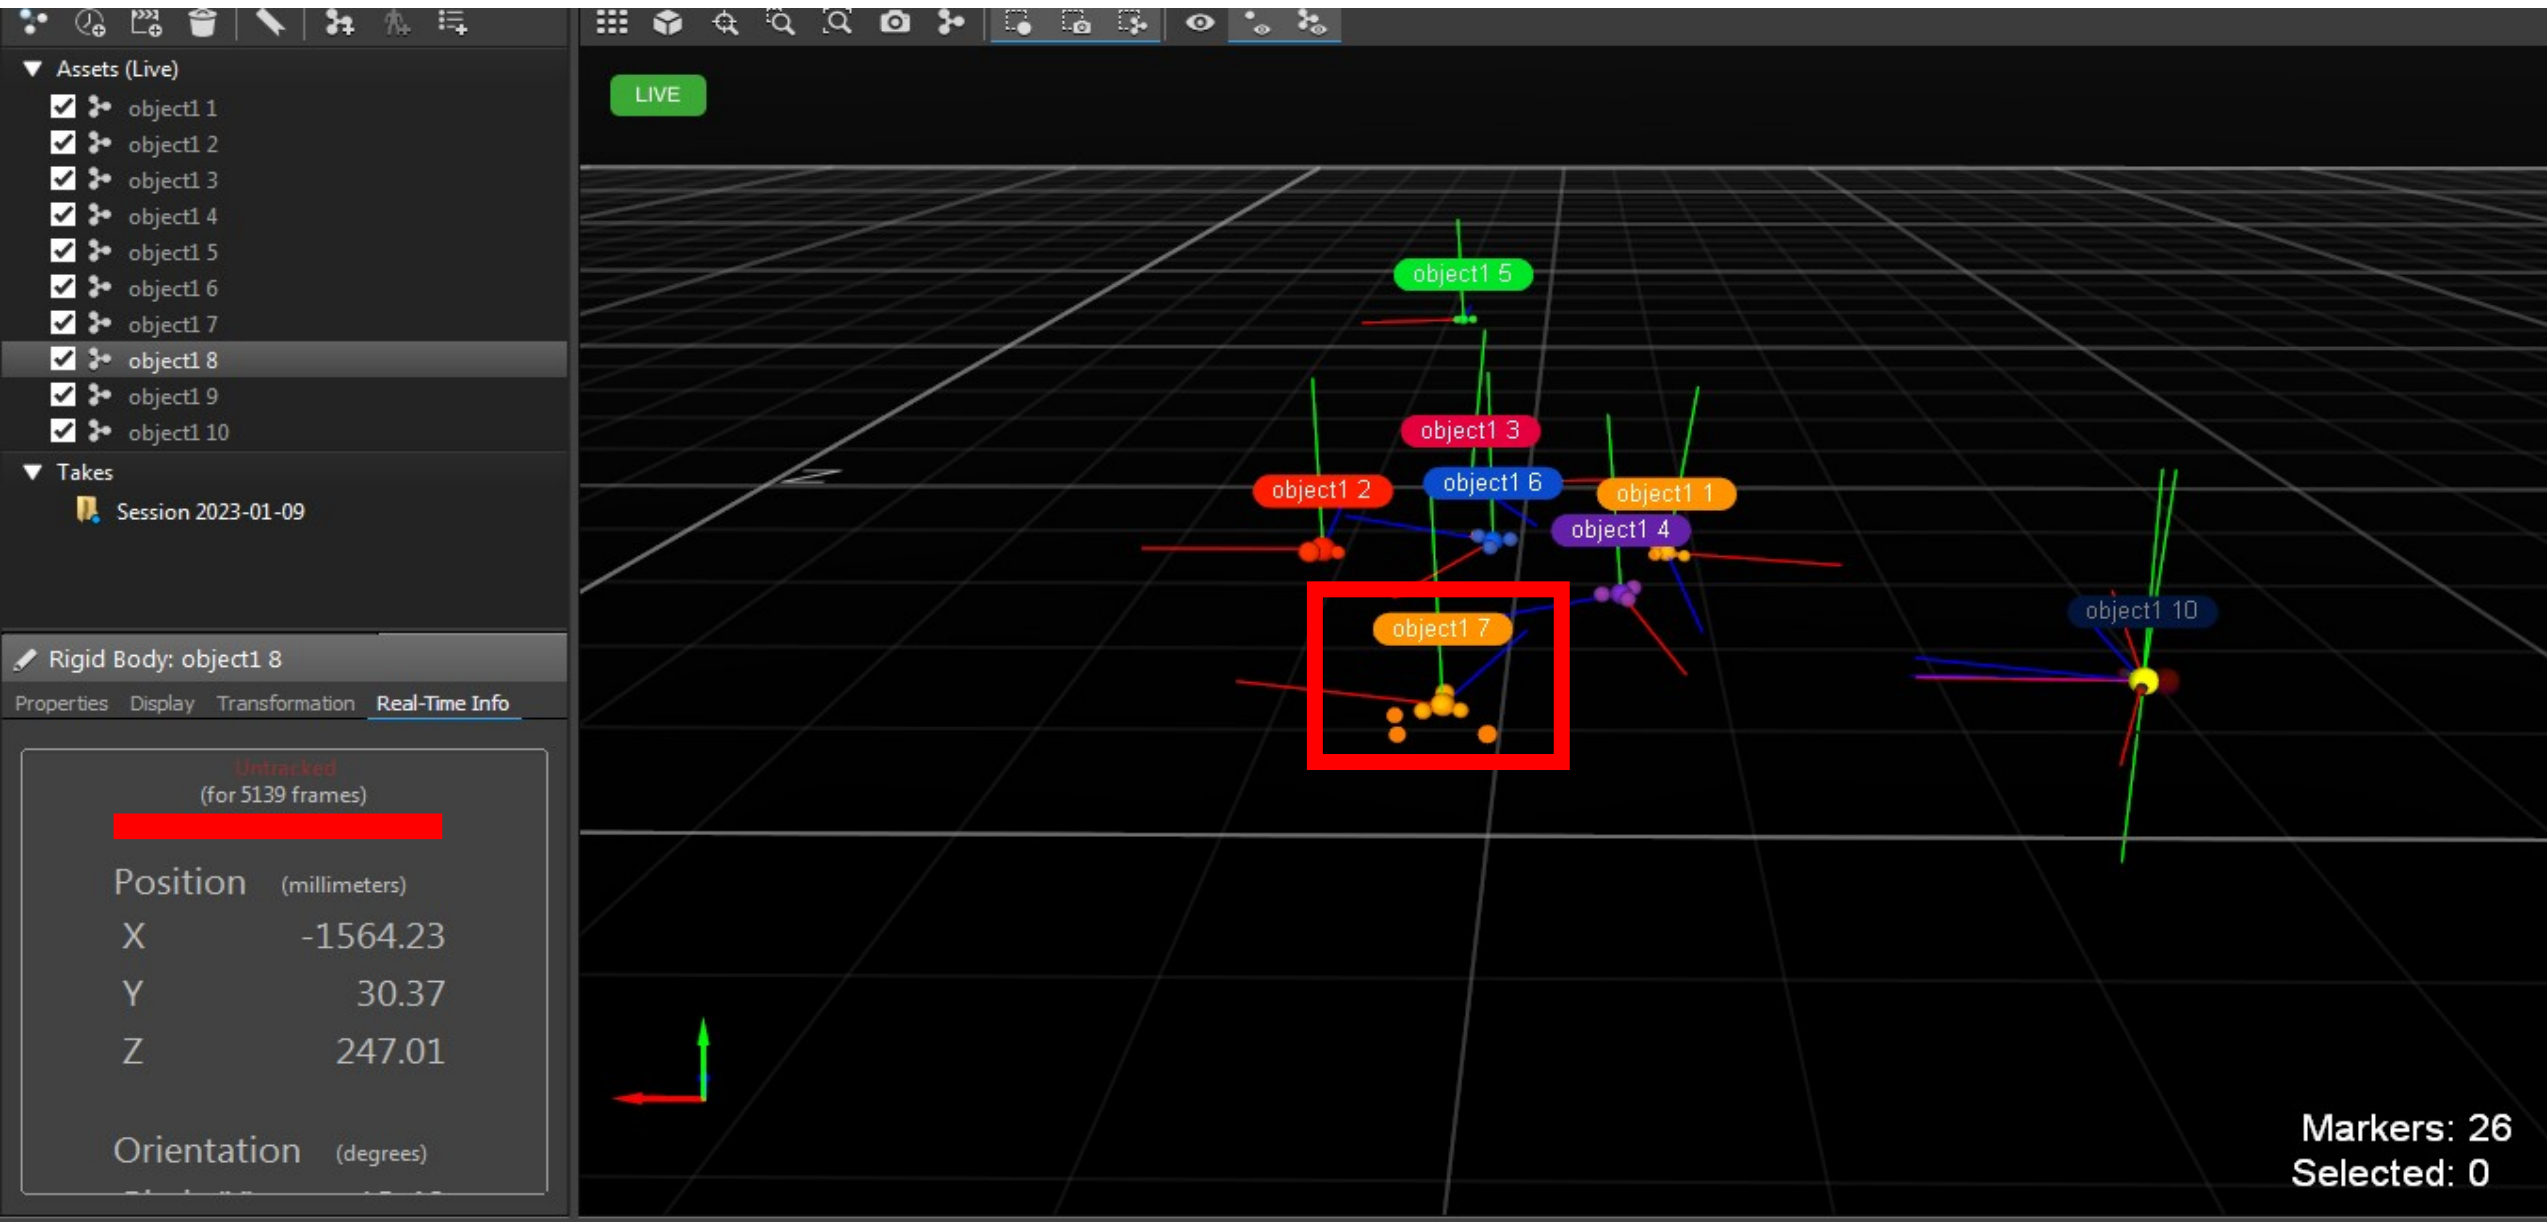 Assets (Live)
object1 1
object1 2
object1 3
object1 4
object1 5
object1 6
object1 7
object1 8
object1 9
object1 10
Takes
Session 2023-01-09
Rigid Body: object1 8
Properties Display Transformation Real-Time Info
Untracked
(for 5139 frames)
Position (millimeters)
X -1564.23
Y 30.37
Z 247.01
Orientation (degrees)
LIVE
object1 5
object1 3
object1 2
object1 6
object1 1
object1 4
object1 7
object1 10
Z
Markers: 26
Selected: 0